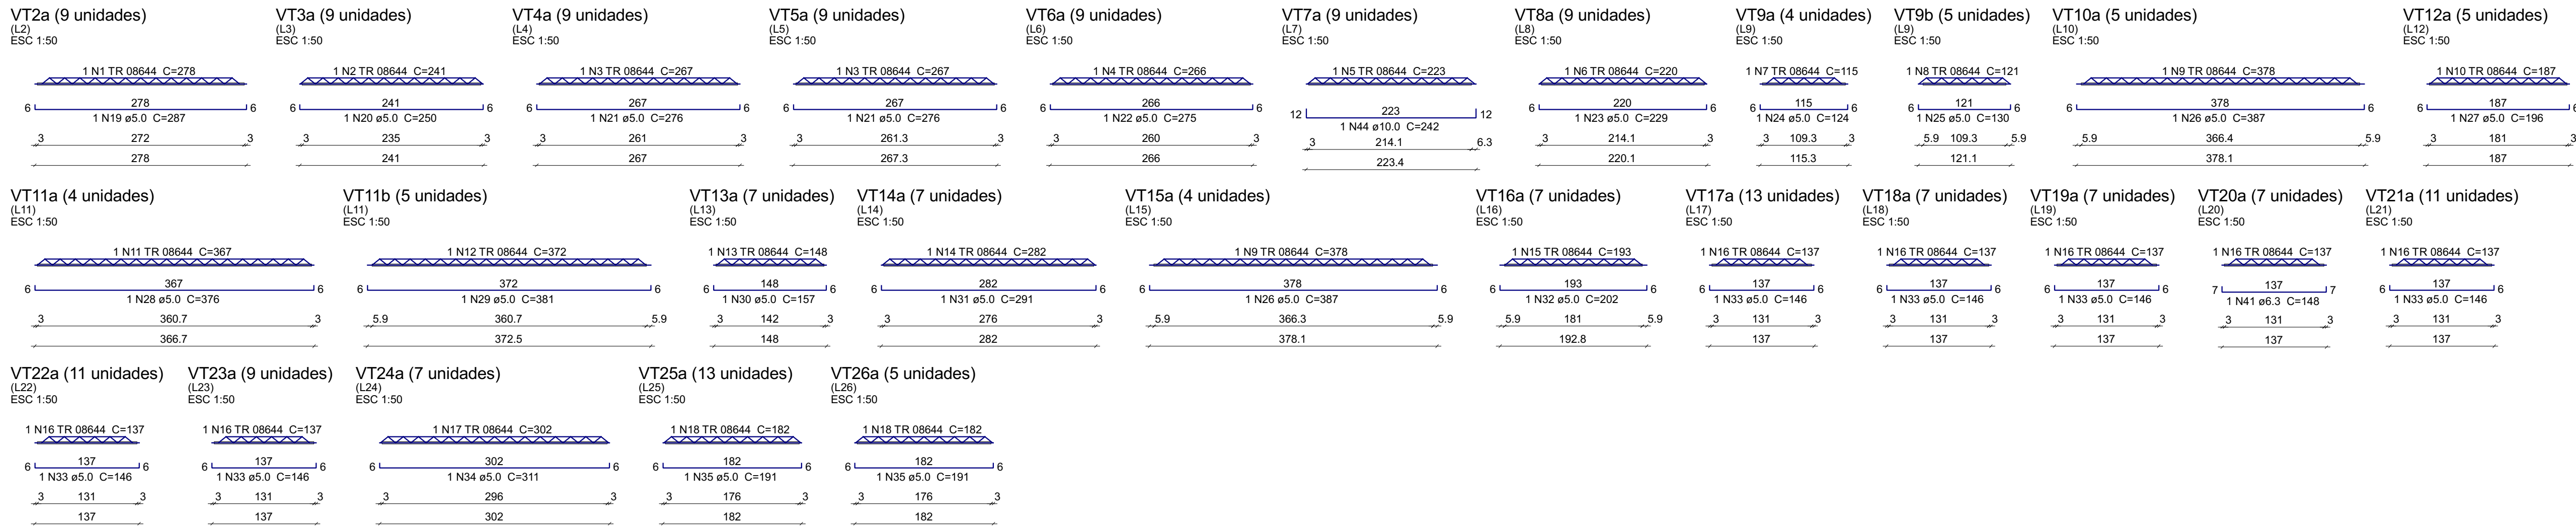 VT2a (9 unidades)
(L2)
ESC 1:50
1 N1 TR 08644 C=278
6 278 6
1 N19 ø5.0 C=287
3 272 3
278
VT3a (9 unidades)
(L3)
ESC 1:50
1 N2 TR 08644 C=241
6 241 6
1 N20 ø5.0 C=250
3 235 3
241
VT4a (9 unidades)
(L4)
ESC 1:50
1 N3 TR 08644 C=267
6 267 6
1 N21 ø5.0 C=276
3 261 3
267
VT5a (9 unidades)
(L5)
ESC 1:50
1 N3 TR 08644 C=267
6 267 6
1 N21 ø5.0 C=276
3 261.3 3
267.3
VT6a (9 unidades)
(L6)
ESC 1:50
1 N4 TR 08644 C=266
6 266 6
1 N22 ø5.0 C=275
3 260 3
266
VT7a (9 unidades)
(L7)
ESC 1:50
1 N5 TR 08644 C=223
12 223 12
1 N44 ø10.0 C=242
3 214.1 6.3
223.4
VT8a (9 unidades)
(L8)
ESC 1:50
1 N6 TR 08644 C=220
6 220 6
1 N23 ø5.0 C=229
3 214.1 3
220.1
VT9a (4 unidades)
(L9)
ESC 1:50
1 N7 TR 08644 C=115
6 115 6
1 N24 ø5.0 C=124
3 109.3 3
115.3
VT9b (5 unidades)
(L9)
ESC 1:50
1 N8 TR 08644 C=121
6 121 6
1 N25 ø5.0 C=130
5.9 109.3 5.9
121.1
VT10a (5 unidades)
(L10)
ESC 1:50
1 N9 TR 08644 C=378
6 378 6
1 N26 ø5.0 C=387
5.9 366.4 5.9
378.1
VT12a (5 unidades)
(L12)
ESC 1:50
1 N10 TR 08644 C=187
6 187 6
1 N27 ø5.0 C=196
3 181 3
187
VT11a (4 unidades)
(L11)
ESC 1:50
1 N11 TR 08644 C=367
6 367 6
1 N28 ø5.0 C=376
3 360.7 3
366.7
VT11b (5 unidades)
(L11)
ESC 1:50
1 N12 TR 08644 C=372
6 372 6
1 N29 ø5.0 C=381
5.9 360.7 5.9
372.5
VT13a (7 unidades)
(L13)
ESC 1:50
1 N13 TR 08644 C=148
6 148 6
1 N30 ø5.0 C=157
3 142 3
148
VT14a (7 unidades)
(L14)
ESC 1:50
1 N14 TR 08644 C=282
6 282 6
1 N31 ø5.0 C=291
3 276 3
282
VT15a (4 unidades)
(L15)
ESC 1:50
1 N9 TR 08644 C=378
6 378 6
1 N26 ø5.0 C=387
5.9 366.3 5.9
378.1
VT16a (7 unidades)
(L16)
ESC 1:50
1 N15 TR 08644 C=193
6 193 6
1 N32 ø5.0 C=202
5.9 181 5.9
192.8
VT17a (13 unidades)
(L17)
ESC 1:50
1 N16 TR 08644 C=137
6 137 6
1 N33 ø5.0 C=146
3 131 3
137
VT18a (7 unidades)
(L18)
ESC 1:50
1 N16 TR 08644 C=137
6 137 6
1 N33 ø5.0 C=146
3 131 3
137
VT19a (7 unidades)
(L19)
ESC 1:50
1 N16 TR 08644 C=137
6 137 6
1 N33 ø5.0 C=146
3 131 3
137
VT20a (7 unidades)
(L20)
ESC 1:50
1 N16 TR 08644 C=137
7 137 7
1 N41 ø6.3 C=148
3 131 3
137
VT21a (11 unidades)
(L21)
ESC 1:50
1 N16 TR 08644 C=137
6 137 6
1 N33 ø5.0 C=146
3 131 3
137
VT22a (11 unidades)
(L22)
ESC 1:50
1 N16 TR 08644 C=137
6 137 6
1 N33 ø5.0 C=146
3 131 3
137
VT23a (9 unidades)
(L23)
ESC 1:50
1 N16 TR 08644 C=137
6 137 6
1 N33 ø5.0 C=146
3 131 3
137
VT24a (7 unidades)
(L24)
ESC 1:50
1 N17 TR 08644 C=302
6 302 6
1 N34 ø5.0 C=311
3 296 3
302
VT25a (13 unidades)
(L25)
ESC 1:50
1 N18 TR 08644 C=182
6 182 6
1 N35 ø5.0 C=191
3 176 3
182
VT26a (5 unidades)
(L26)
ESC 1:50
1 N18 TR 08644 C=182
6 182 6
1 N35 ø5.0 C=191
3 176 3
182